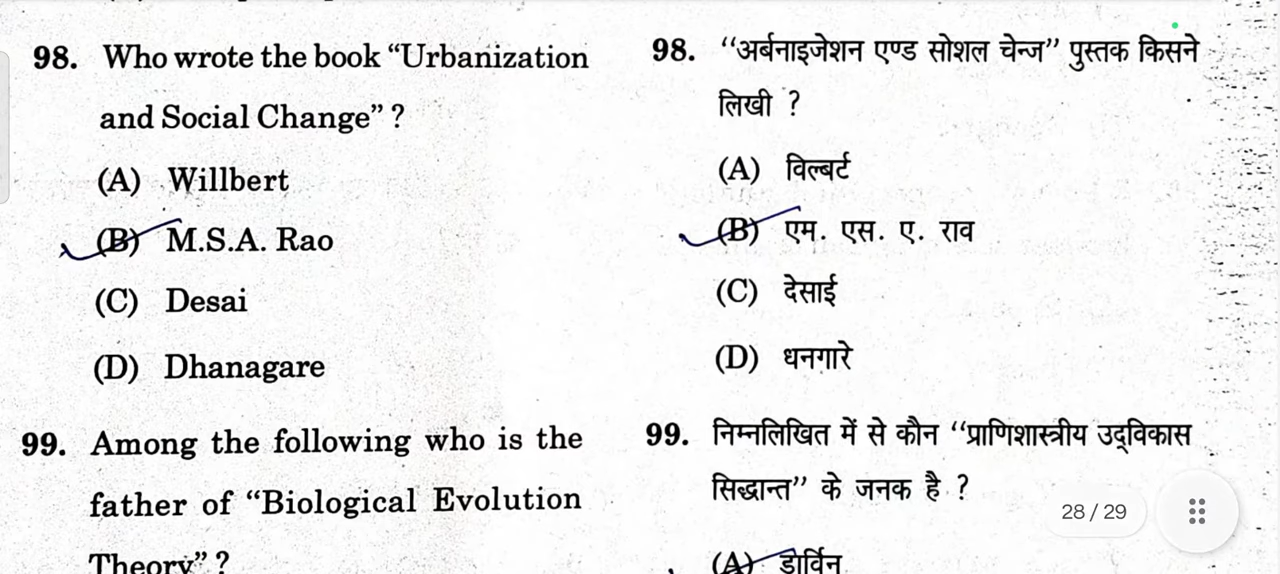 98. Who wrote the book “Urbanization
and Social Change” ?
(A) Willbert
(B) M.S.A. Rao
(C) Desai
(D) Dhanagare
99. Among the following who is the
father of “Biological Evolution
Theory” ?
98. ‘‘अर्बनाइजेशन एण्ड सोशल चेन्ज’’ पुस्तक किसने
लिखी ?
(A) विल्बर्ट
(B) एम. एस. ए. राव
(C) देसाई
(D) धनगारे
99. निम्नलिखित में से कौन ‘‘प्राणिशास्त्रीय उद्‌विकास
सिद्धान्त’’ के जनक है ?
(A) डार्विन
28 / 29